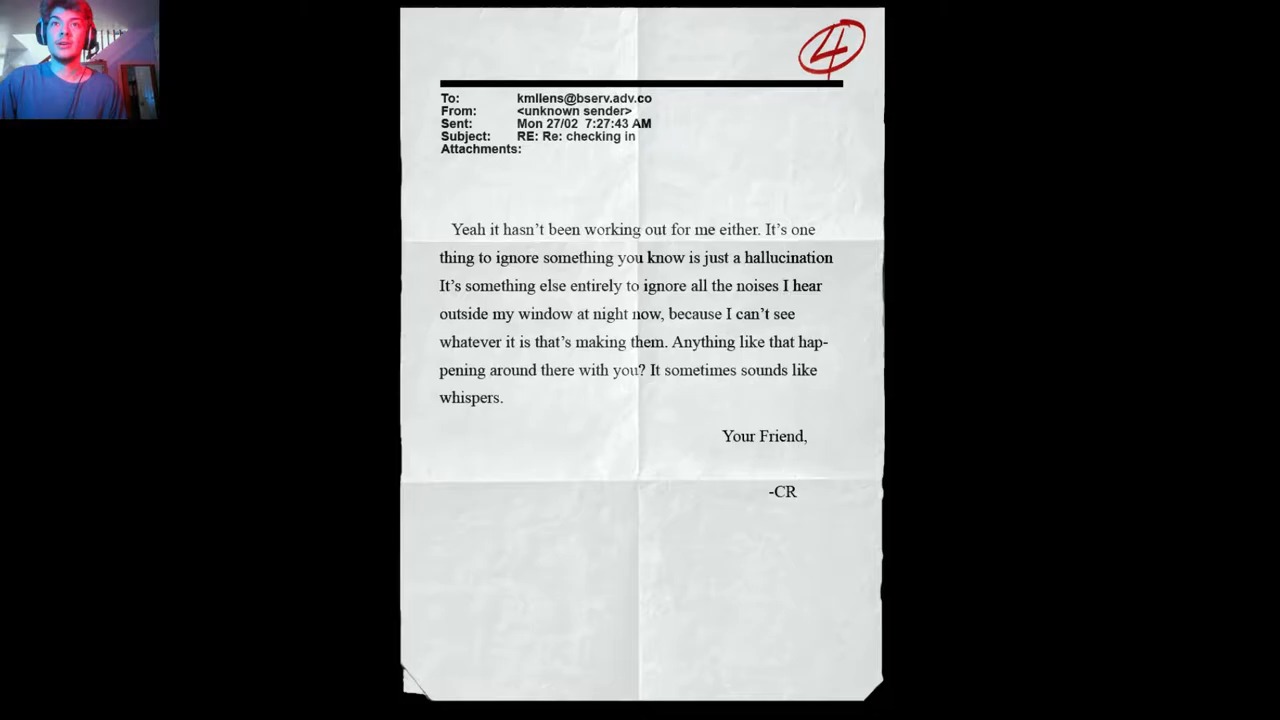 4
To: kmllens@bserv.adv.co
From: <unknown sender>
Sent: Mon 27/02 7:27:43 AM
Subject: RE: Re: checking in
Attachments:
Yeah it hasn’t been working out for me either. It’s one
thing to ignore something you know is just a hallucination
It’s something else entirely to ignore all the noises I hear
outside my window at night now, because I can’t see
whatever it is that’s making them. Anything like that hap-
pening around there with you? It sometimes sounds like
whispers.
Your Friend,
-CR